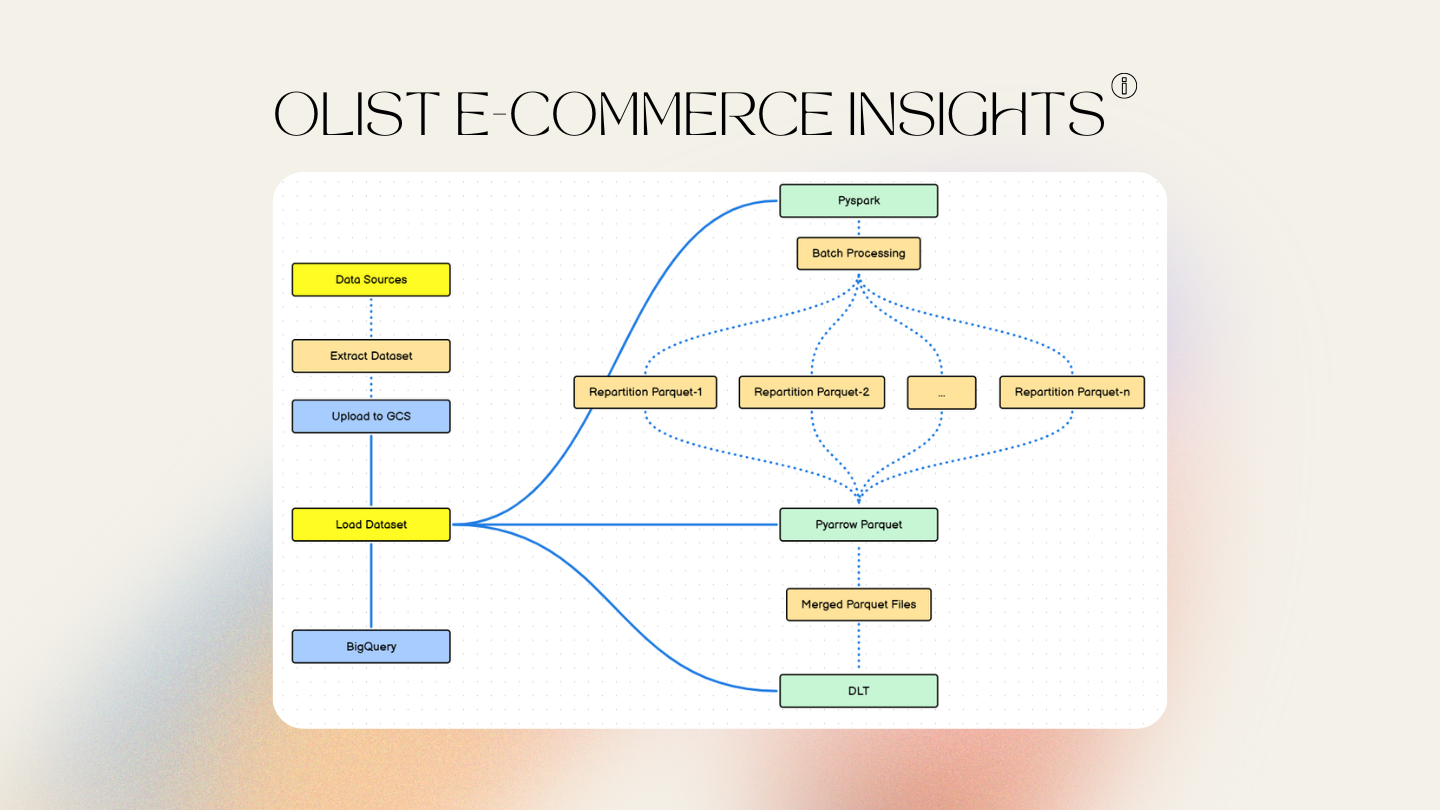 OLIST E-COMMERCE INSIGHTS
Data Sources
Extract Dataset
Upload to GCS
Load Dataset
BigQuery
Pyspark
Batch Processing
Repartition Parquet-1
Repartition Parquet-2
...
Repartition Parquet-n
Pyarrow Parquet
Merged Parquet Files
DLT